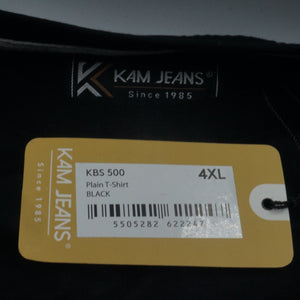 KAM JEANS®
Since 1985
KAM JEANS®
since 1985
KBS 500
4XL
Plain T-Shirt
BLACK
5505282 622247